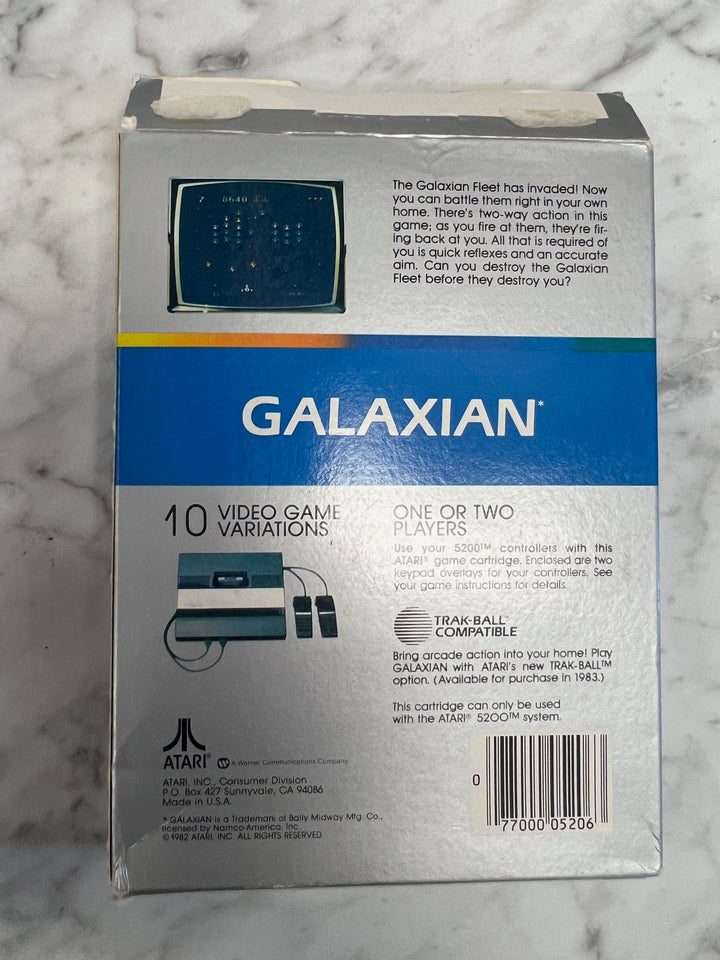 7 8640
The Galaxian Fleet has invaded! Now
you can battle them right in your own
home. There's two-way action in this
game; as you fire at them, they're fir-
ing back at you. All that is required of
you is quick reflexes and an accurate
aim. Can you destroy the Galaxian
Fleet before they destroy you?
GALAXIAN*
10 VIDEO GAME
VARIATIONS
ONE OR TWO
PLAYERS
Use your 5200™ controllers with this
ATARI® game cartridge. Enclosed are two
keypad overlays for your controllers. See
your game instructions for details.
TRAK-BALL™
COMPATIBLE
Bring arcade action into your home! Play
GALAXIAN with ATARI's new TRAK-BALL™
option. (Available for purchase in 1983.)
This cartridge can only be used
with the ATARI® 5200™ system.
ATARI®
A Warner Communications Company
ATARI, INC., Consumer Division
P.O. Box 427 Sunnyvale, CA 94086
Made in U.S.A.
* GALAXIAN is a Trademark of Bally Midway Mfg. Co.,
licensed by Namco-America, Inc.
© 1982 ATARI, INC. ALL RIGHTS RESERVED
0 77000 05206